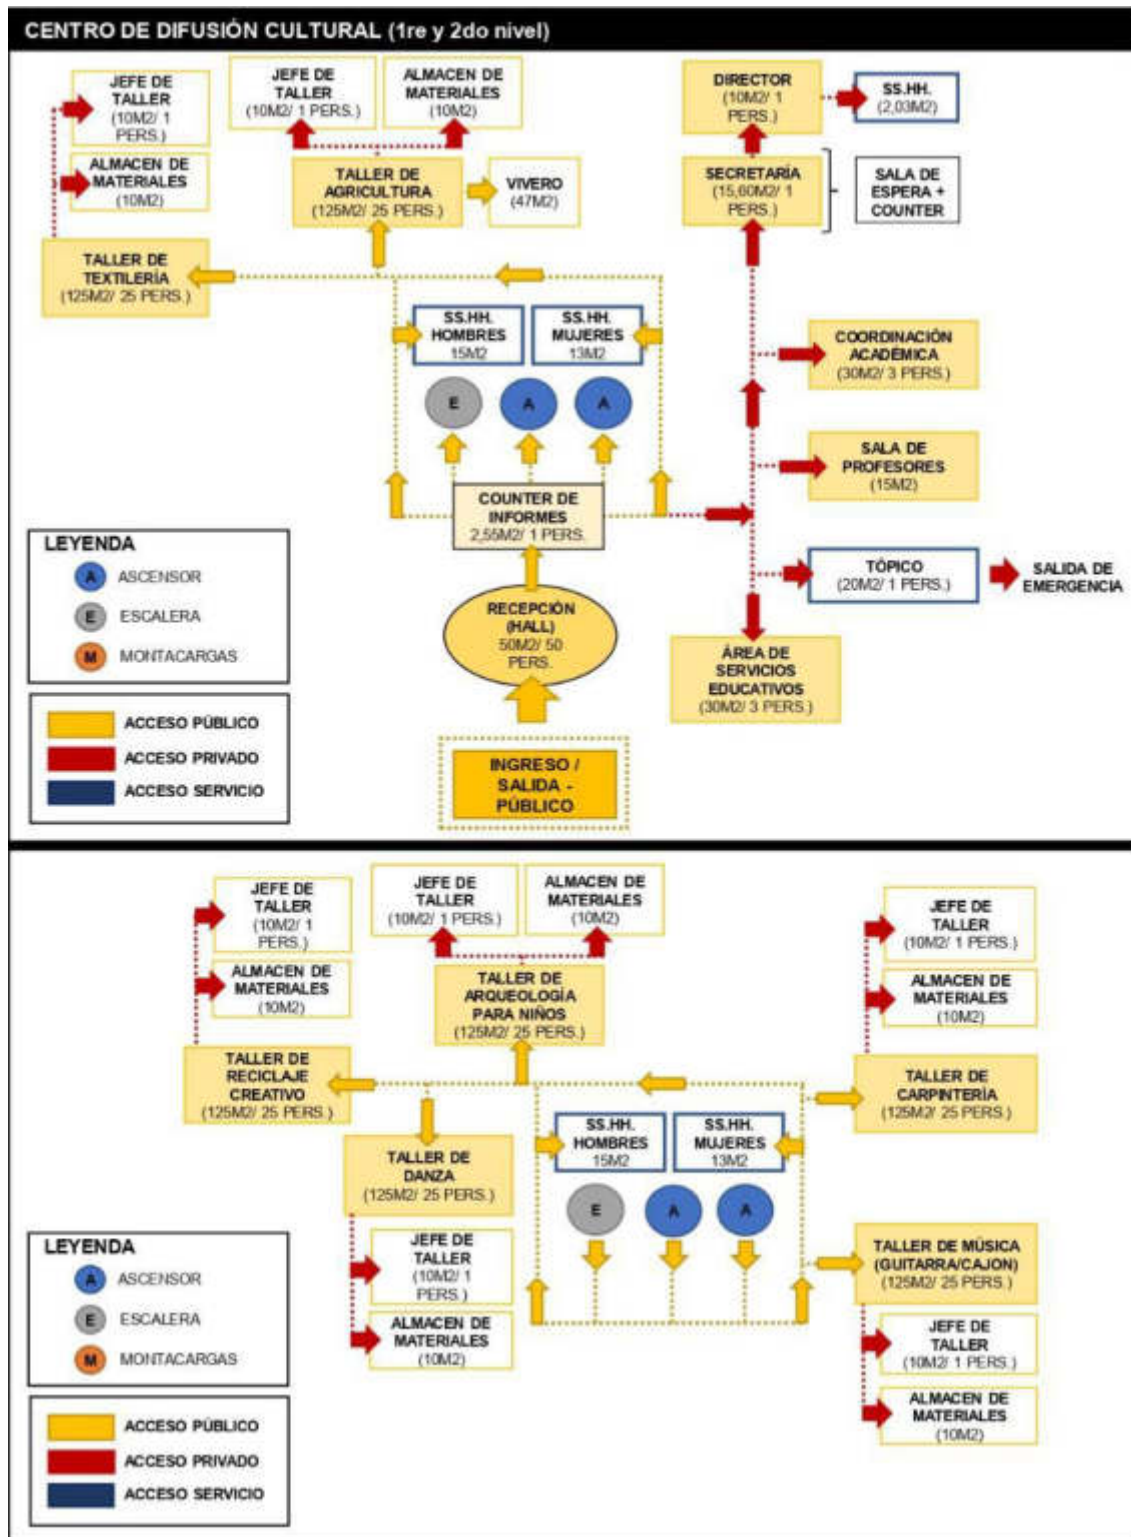 CENTRO DE DIFUSIÓN CULTURAL (1re y 2do nivel)
JEFE DE
TALLER
(10M2/ 1
PERS.)
ALMACEN DE
MATERIALES
(10M2)
TALLER DE
TEXTILERÍA
(125M2/ 25 PERS.)
JEFE DE
TALLER
(10M2/ 1 PERS.)
ALMACEN DE
MATERIALES
(10M2)
TALLER DE
AGRICULTURA
(125M2/ 25 PERS.)
VIVERO
(47M2)
DIRECTOR
(10M2/ 1
PERS.)
SS.HH.
(2,03M2)
SECRETARÍA
(15,60M2/ 1
PERS.)
SALA DE
ESPERA +
COUNTER
SS.HH.
HOMBRES
15M2
SS.HH.
MUJERES
13M2
E
A
A
COORDINACIÓN
ACADÉMICA
(30M2/ 3 PERS.)
SALA DE
PROFESORES
(15M2)
COUNTER DE
INFORMES
2,55M2/ 1 PERS.
TÓPICO
(20M2/ 1 PERS.)
SALIDA DE
EMERGENCIA
RECEPCIÓN
(HALL)
50M2/ 50
PERS.
ÁREA DE
SERVICIOS
EDUCATIVOS
(30M2/ 3 PERS.)
INGRESO /
SALIDA -
PÚBLICO
LEYENDA
A ASCENSOR
E ESCALERA
M MONTACARGAS
ACCESO PÚBLICO
ACCESO PRIVADO
ACCESO SERVICIO
JEFE DE
TALLER
(10M2/ 1
PERS.)
ALMACEN DE
MATERIALES
(10M2)
TALLER DE
RECICLAJE
CREATIVO
(125M2/ 25 PERS.)
JEFE DE
TALLER
(10M2/ 1 PERS.)
ALMACEN DE
MATERIALES
(10M2)
TALLER DE
ARQUEOLOGÍA
PARA NIÑOS
(125M2/ 25 PERS.)
JEFE DE
TALLER
(10M2/ 1 PERS.)
ALMACEN DE
MATERIALES
(10M2)
TALLER DE
CARPINTERÍA
(125M2/ 25 PERS.)
TALLER DE
DANZA
(125M2/ 25 PERS.)
SS.HH.
HOMBRES
15M2
SS.HH.
MUJERES
13M2
E
A
A
JEFE DE
TALLER
(10M2/ 1
PERS.)
ALMACEN DE
MATERIALES
(10M2)
TALLER DE MÚSICA
(GUITARRA/CAJON)
(125M2/ 25 PERS.)
JEFE DE
TALLER
(10M2/ 1 PERS.)
ALMACEN DE
MATERIALES
(10M2)
LEYENDA
A ASCENSOR
E ESCALERA
M MONTACARGAS
ACCESO PÚBLICO
ACCESO PRIVADO
ACCESO SERVICIO